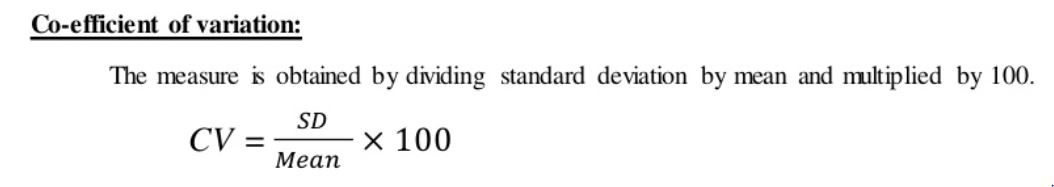 Co-efficient of variation:
The measure is obtained by dividing standard deviation by mean and multiplied by 100.
CV = SD / Mean × 100